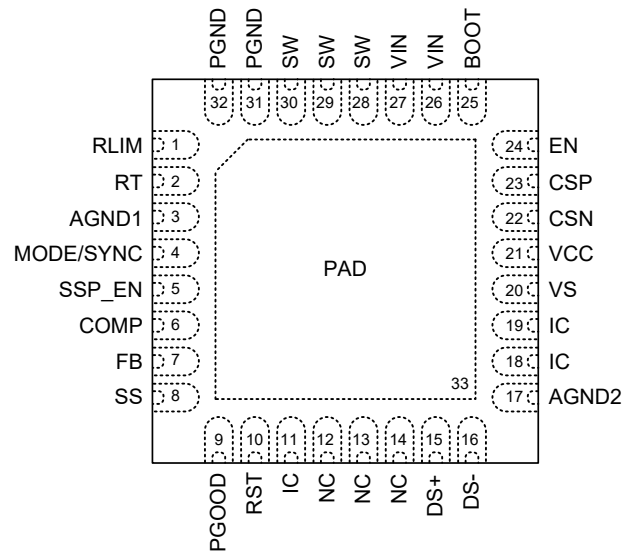 PGND PGND SW SW SW VIN VIN BOOT
32 31 30 29 28 27 26 25
RLIM 1 24 EN
RT 2 23 CSP
AGND1 3 22 CSN
MODE/SYNC 4 21 VCC
PAD
SSP_EN 5 20 VS
COMP 6 19 IC
FB 7 18 IC
33
SS 8 17 AGND2
9 10 11 12 13 14 15 16
PGOOD RST IC NC NC NC DS+ DS-